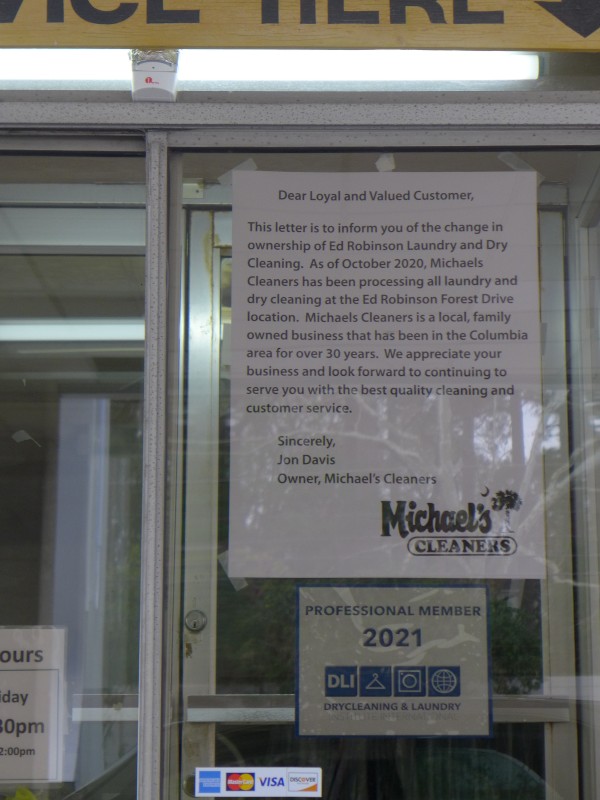 VICE HERE
Dear Loyal and Valued Customer,
This letter is to inform you of the change in
ownership of Ed Robinson Laundry and Dry
Cleaning. As of October 2020, Michaels
Cleaners has been processing all laundry and
dry cleaning at the Ed Robinson Forest Drive
location. Michaels Cleaners is a local, family
owned business that has been in the Columbia
area for over 30 years. We appreciate your
business and look forward to continuing to
serve you with the best quality cleaning and
customer service.
Sincerely,
Jon Davis
Owner, Michael's Cleaners
Michael's
CLEANERS
PROFESSIONAL MEMBER
2021
DLI
DRYCLEANING & LAUNDRY
ours
iday
30pm
2:00pm
MasterCard
VISA
DISCOVER